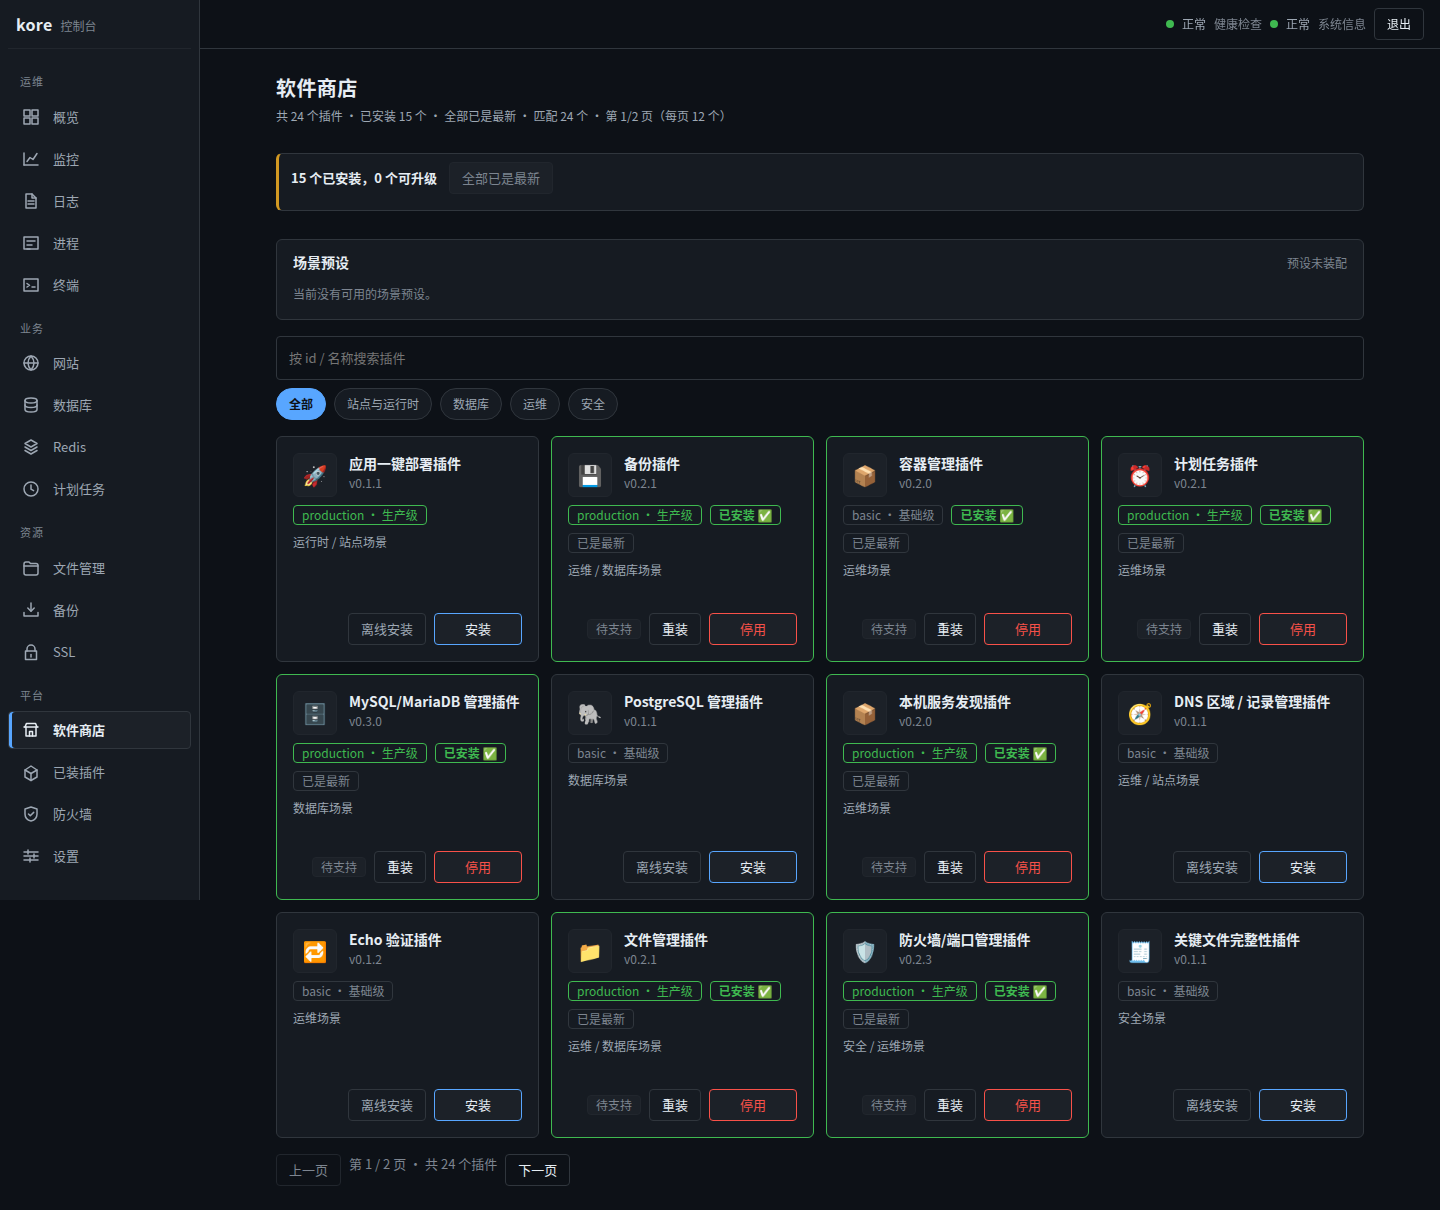 kore 控制台
正常 健康检查 正常 系统信息 退出
运维
概览
监控
日志
进程
终端
业务
网站
数据库
Redis
计划任务
资源
文件管理
备份
SSL
平台
软件商店
已装插件
防火墙
设置
软件商店
共 24 个插件 · 已安装 15 个 · 全部已是最新 · 匹配 24 个 · 第 1/2 页（每页 12 个）
15 个已安装，0 个可升级 全部已是最新
场景预设 预设未装配
当前没有可用的场景预设。
按 id / 名称搜索插件
全部 站点与运行时 数据库 运维 安全
应用一键部署插件
v0.1.1
production · 生产级
运行时 / 站点场景
离线安装 安装
备份插件
v0.2.1
production · 生产级 已安装 ✅
已是最新
运维 / 数据库场景
待支持 重装 停用
容器管理插件
v0.2.0
basic · 基础级 已安装 ✅
已是最新
运维场景
待支持 重装 停用
计划任务插件
v0.2.1
production · 生产级 已安装 ✅
已是最新
运维场景
待支持 重装 停用
MySQL/MariaDB 管理插件
v0.3.0
production · 生产级 已安装 ✅
已是最新
数据库场景
待支持 重装 停用
PostgreSQL 管理插件
v0.1.1
basic · 基础级
数据库场景
离线安装 安装
本机服务发现插件
v0.2.0
production · 生产级 已安装 ✅
已是最新
运维场景
待支持 重装 停用
DNS 区域 / 记录管理插件
v0.1.1
basic · 基础级
运维 / 站点场景
离线安装 安装
Echo 验证插件
v0.1.2
basic · 基础级
运维场景
离线安装 安装
文件管理插件
v0.2.1
production · 生产级 已安装 ✅
已是最新
运维 / 数据库场景
待支持 重装 停用
防火墙/端口管理插件
v0.2.3
production · 生产级 已安装 ✅
已是最新
安全 / 运维场景
待支持 重装 停用
关键文件完整性插件
v0.1.1
basic · 基础级
安全场景
离线安装 安装
上一页 第 1 / 2 页 · 共 24 个插件 下一页